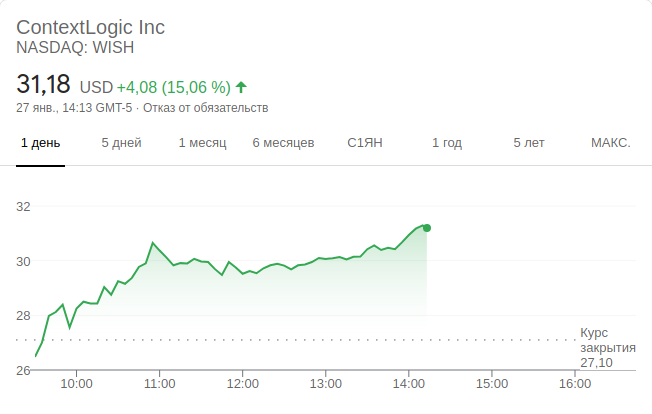 ContextLogic Inc
NASDAQ: WISH
31,18 USD +4,08 (15,06 %)
27 янв., 14:13 GMT-5 · Отказ от обязательств
1 день 5 дней 1 месяц 6 месяцев С1ЯН 1 год 5 лет МАКС.
32
30
28
Курс
закрытия
27,10
26
10:00 11:00 12:00 13:00 14:00 15:00 16:00